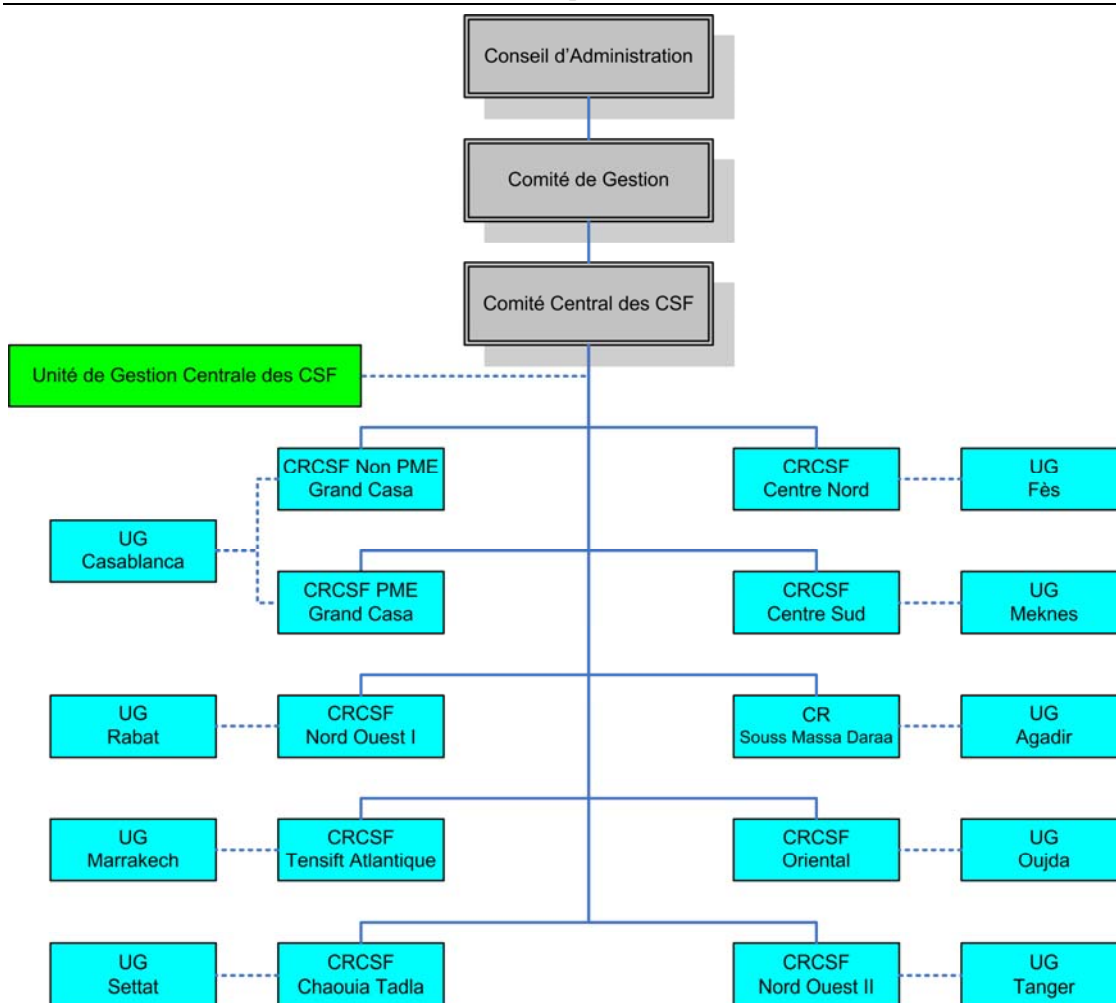 Conseil d'Administration
Comité de Gestion
Comité Central des CSF
Unité de Gestion Centrale des CSF
CRCSF Non PME
Grand Casa
CRCSF
Centre Nord
UG
Fès
UG
Casablanca
CRCSF PME
Grand Casa
CRCSF
Centre Sud
UG
Meknes
UG
Rabat
CRCSF
Nord Ouest I
CR
Souss Massa Daraa
UG
Agadir
UG
Marrakech
CRCSF
Tensift Atlantique
CRCSF
Oriental
UG
Oujda
UG
Settat
CRCSF
Chaouia Tadla
CRCSF
Nord Ouest II
UG
Tanger